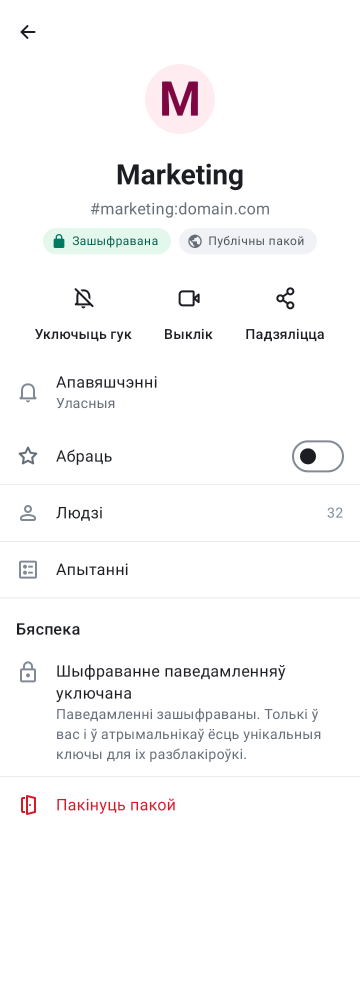 M
Marketing
#marketing:domain.com
Зашыфравана
Публічны пакой
Уключыць гук
Выклік
Падзяліцца
Апавяшчэнні
Уласныя
Абраць
Людзі
32
Апытанні
Бяспека
Шыфраванне паведамленняў
уключана
Паведамленні зашыфраваны. Толькі ў
вас і ў атрымальнікаў ёсць унікальныя
ключы для іх разблакіроўкі.
Пакінуць пакой